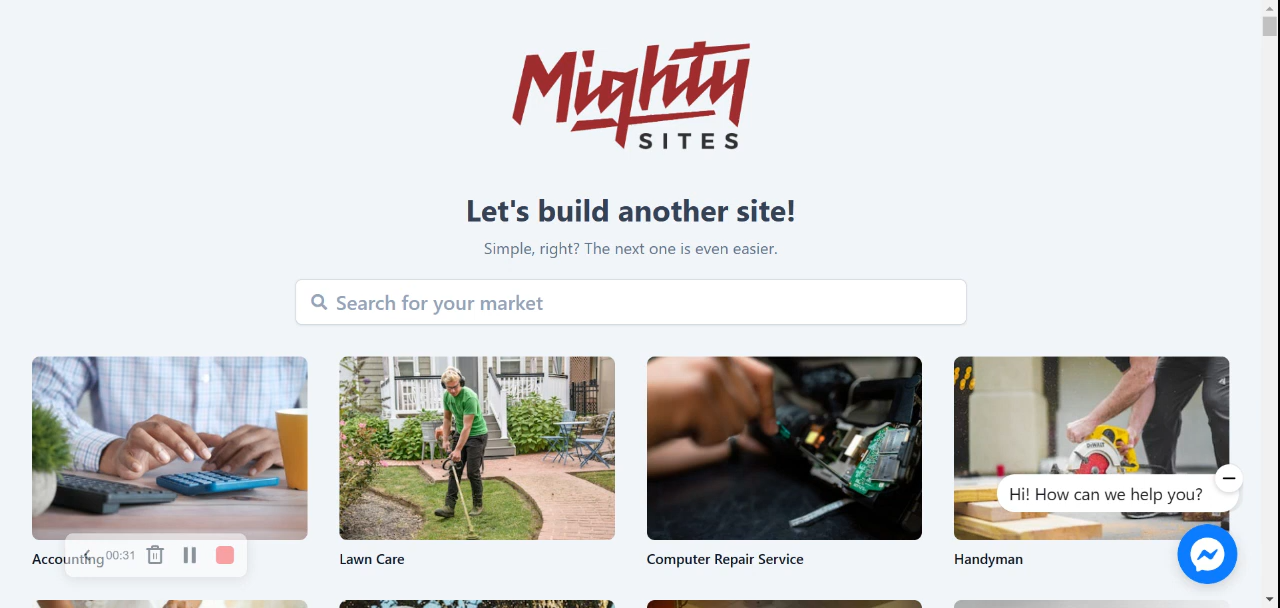 Mighty
SITES
Let's build another site!
Simple, right? The next one is even easier.
Search for your market
Hi! How can we help you?
Accounting
00:31
Lawn Care
Computer Repair Service
Handyman